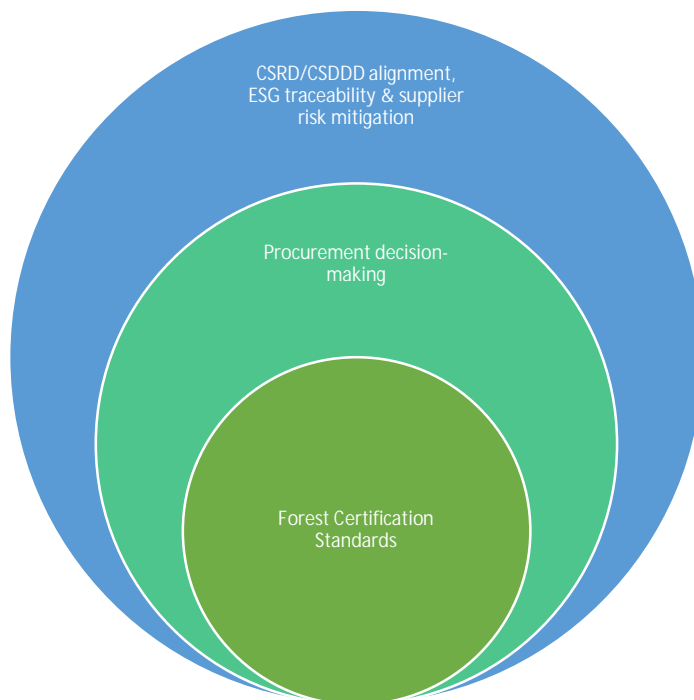 CSRD/CSDDD alignment,
ESG traceability & supplier
risk mitigation
Procurement decision-
making
Forest Certification
Standards